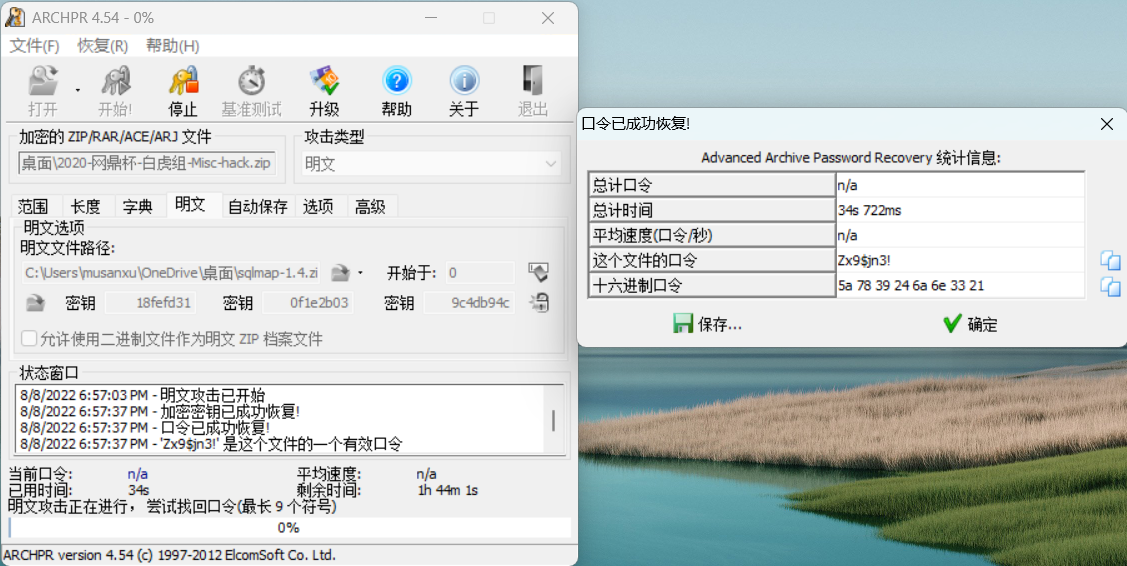 ARCHPR 4.54 - 0%
文件(F) 恢复(R) 帮助(H)
打开 开始! 停止 基准测试 升级 帮助 关于 退出
加密的 ZIP/RAR/ACE/ARJ 文件
桌面\2020-网鼎杯-白虎组-Misc-hack.zip
攻击类型
明文
范围 长度 字典 明文 自动保存 选项 高级
明文选项
明文文件路径:
C:\Users\musanxu\OneDrive\桌面\sqlmap-1.4.zi 开始于: 0
密钥 18fefd31 密钥 0f1e2b03 密钥 9c4db94c
允许使用二进制文件作为明文 ZIP 档案文件
状态窗口
8/8/2022 6:57:03 PM - 明文攻击已开始
8/8/2022 6:57:37 PM - 加密密钥已成功恢复!
8/8/2022 6:57:37 PM - 口令已成功恢复!
8/8/2022 6:57:37 PM - 'Zx9$jn3!' 是这个文件的一个有效口令
当前口令: n/a 平均速度: n/a
已用时间: 34s 剩余时间: 1h 44m 1s
明文攻击正在进行，尝试找回口令(最长 9 个符号)
0%
ARCHPR version 4.54 (c) 1997-2012 ElcomSoft Co. Ltd.
口令已成功恢复!
Advanced Archive Password Recovery 统计信息:
总计口令 n/a
总计时间 34s 722ms
平均速度(口令/秒) n/a
这个文件的口令 Zx9$jn3!
十六进制口令 5a 78 39 24 6a 6e 33 21
保存... 确定